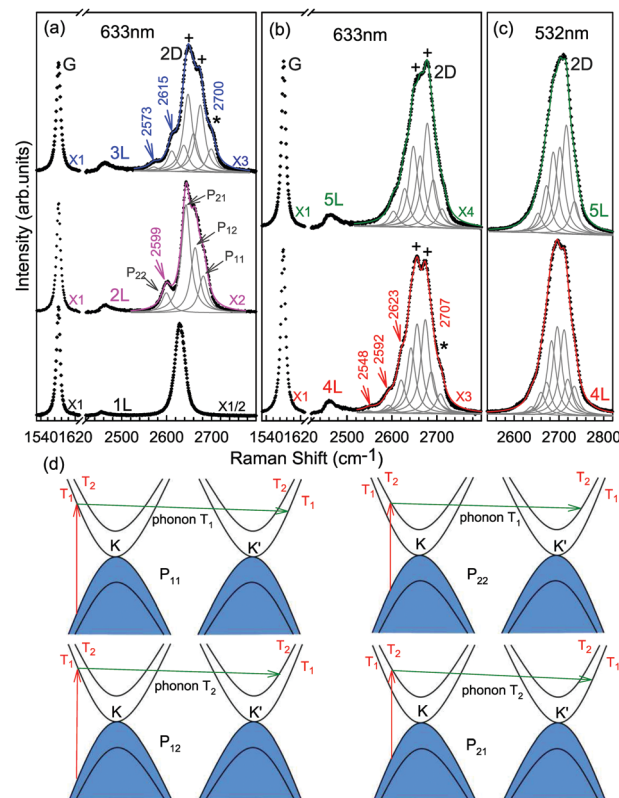 (a) 633nm
G
2D
+
+
2573
2615
2700
*
X1
3L
X3
P21
P12
P11
P22
2599
X1
2L
X2
X1
1L
X1/2
1540 1620
2500
2600
2700
(b) 633nm
G
+
+
2D
X1
5L
X4
+
+
2548
2592
2623
2707
*
X1
4L
X3
1540 1620
2500
2600
2700
(c) 532nm
2D
5L
4L
2600
2700
2800
Intensity (arb.units)
Raman Shift (cm-1)
(d)
T1
T2
phonon T1
T2
T1
K
K'
P11
T1
T2
phonon T1
T2
T1
K
K'
P22
T1
T2
phonon T2
T2
T1
K
K'
P12
T1
T2
phonon T2
T2
T1
K
K'
P21